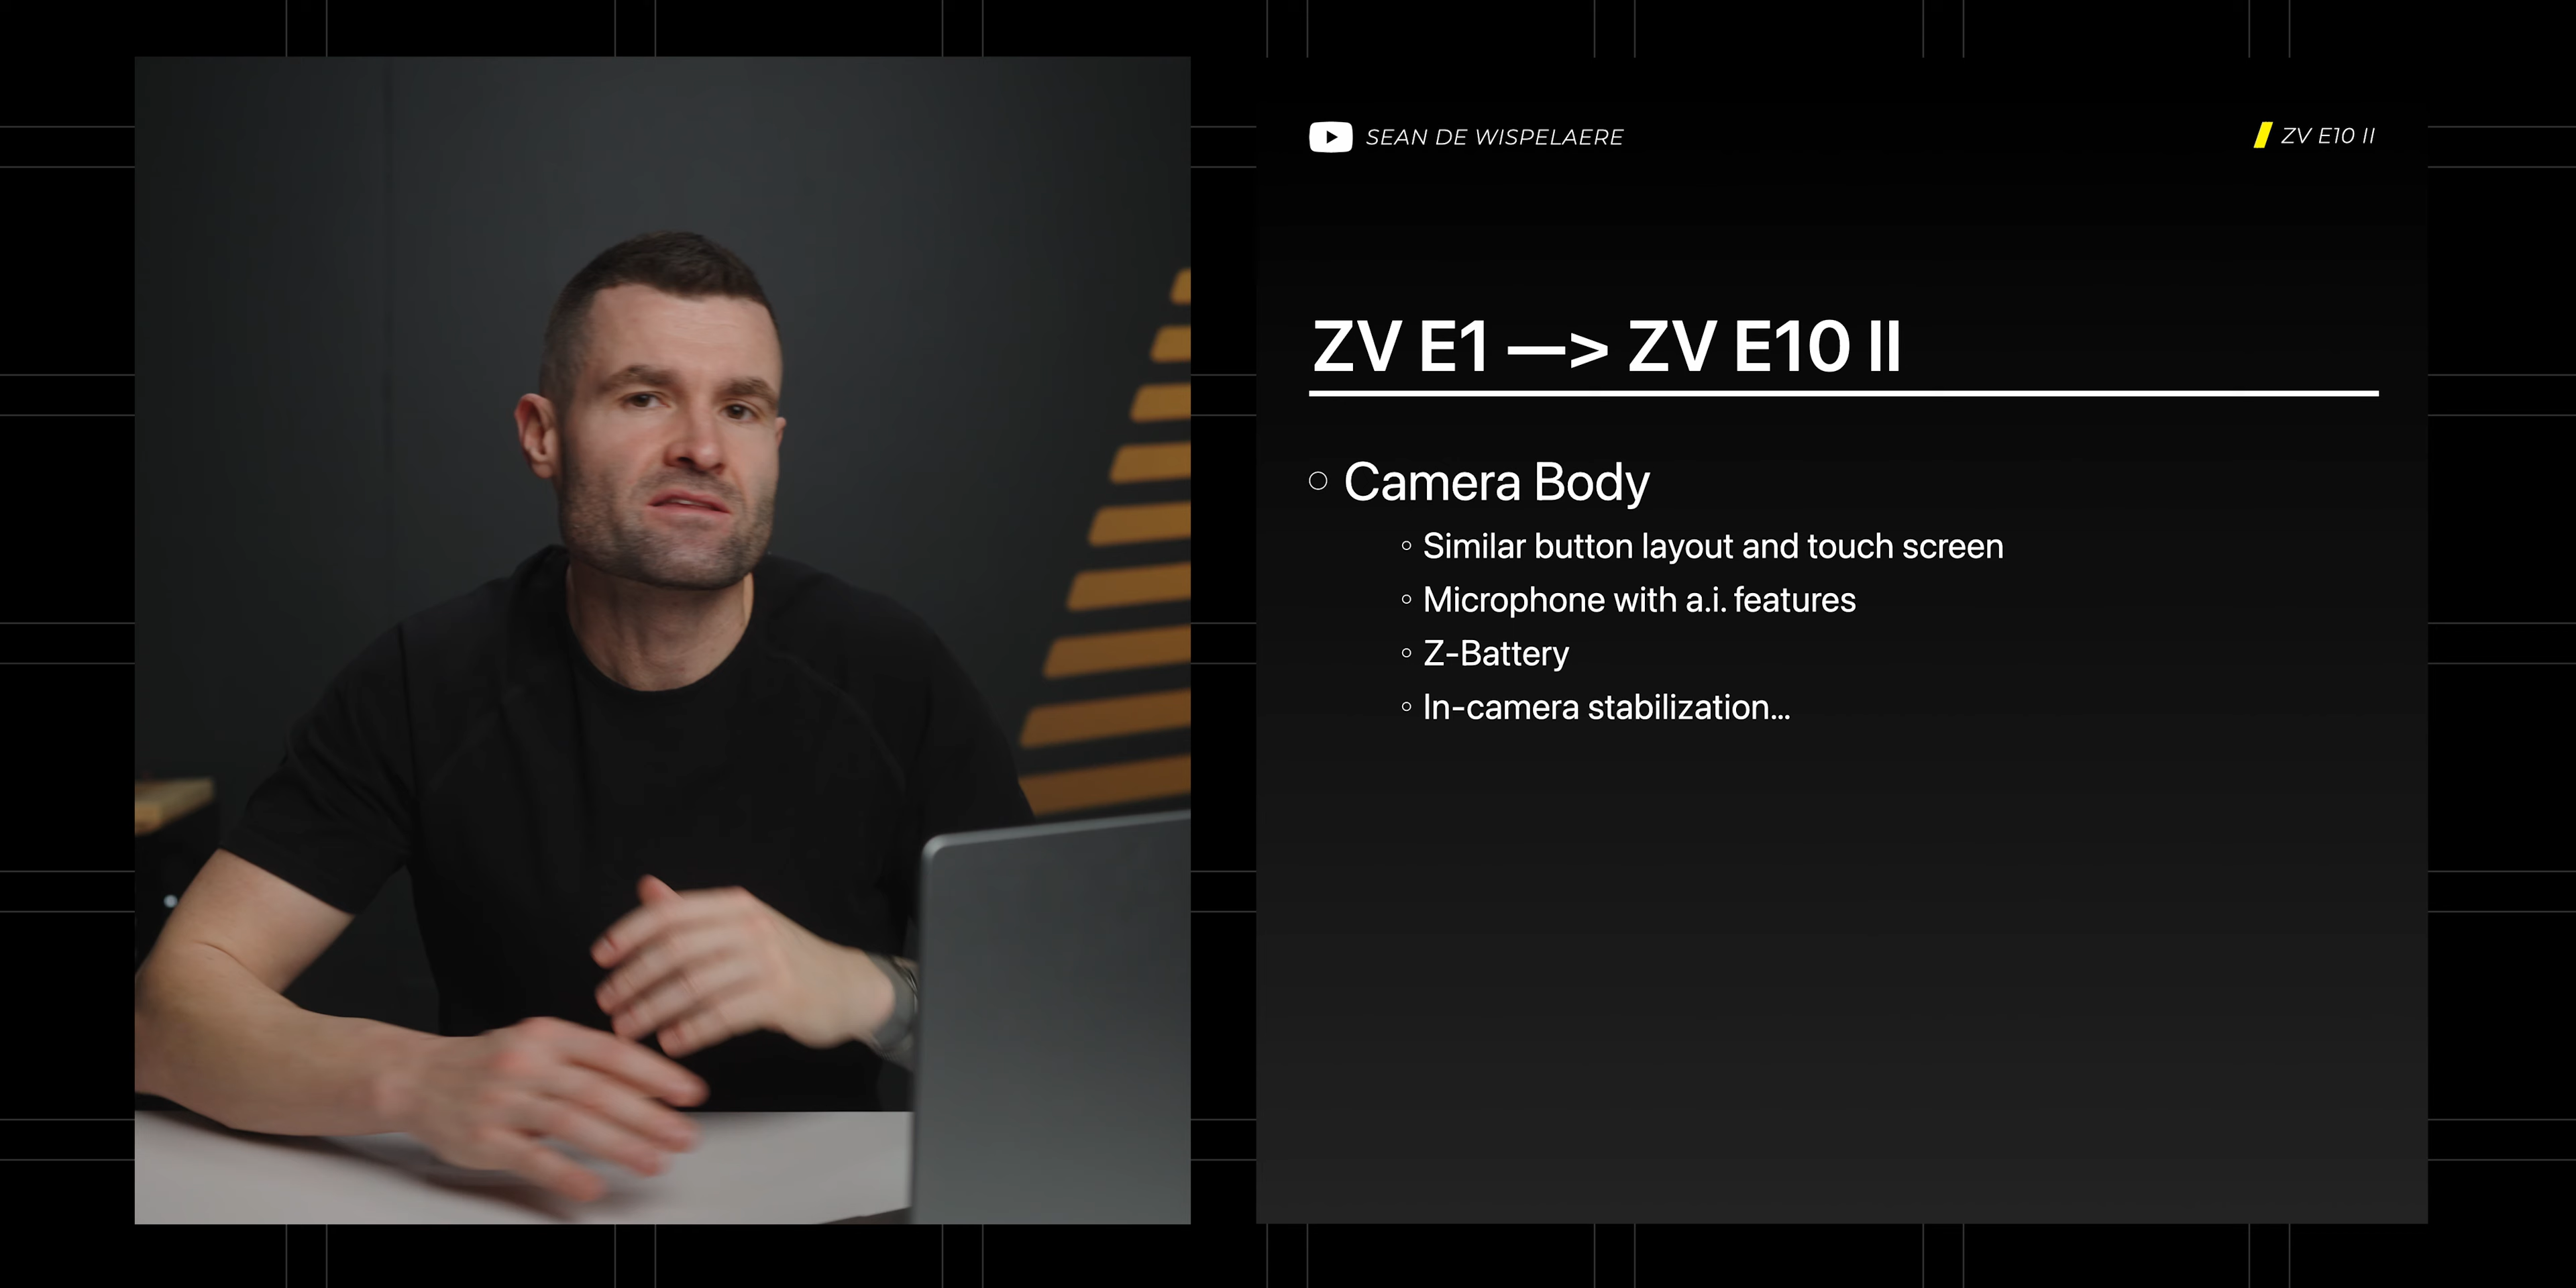 SEAN DE WISPELAERE
ZV E10 II
ZV E1 —> ZV E10 II
Camera Body
Similar button layout and touch screen
Microphone with a.i. features
Z-Battery
In-camera stabilization...